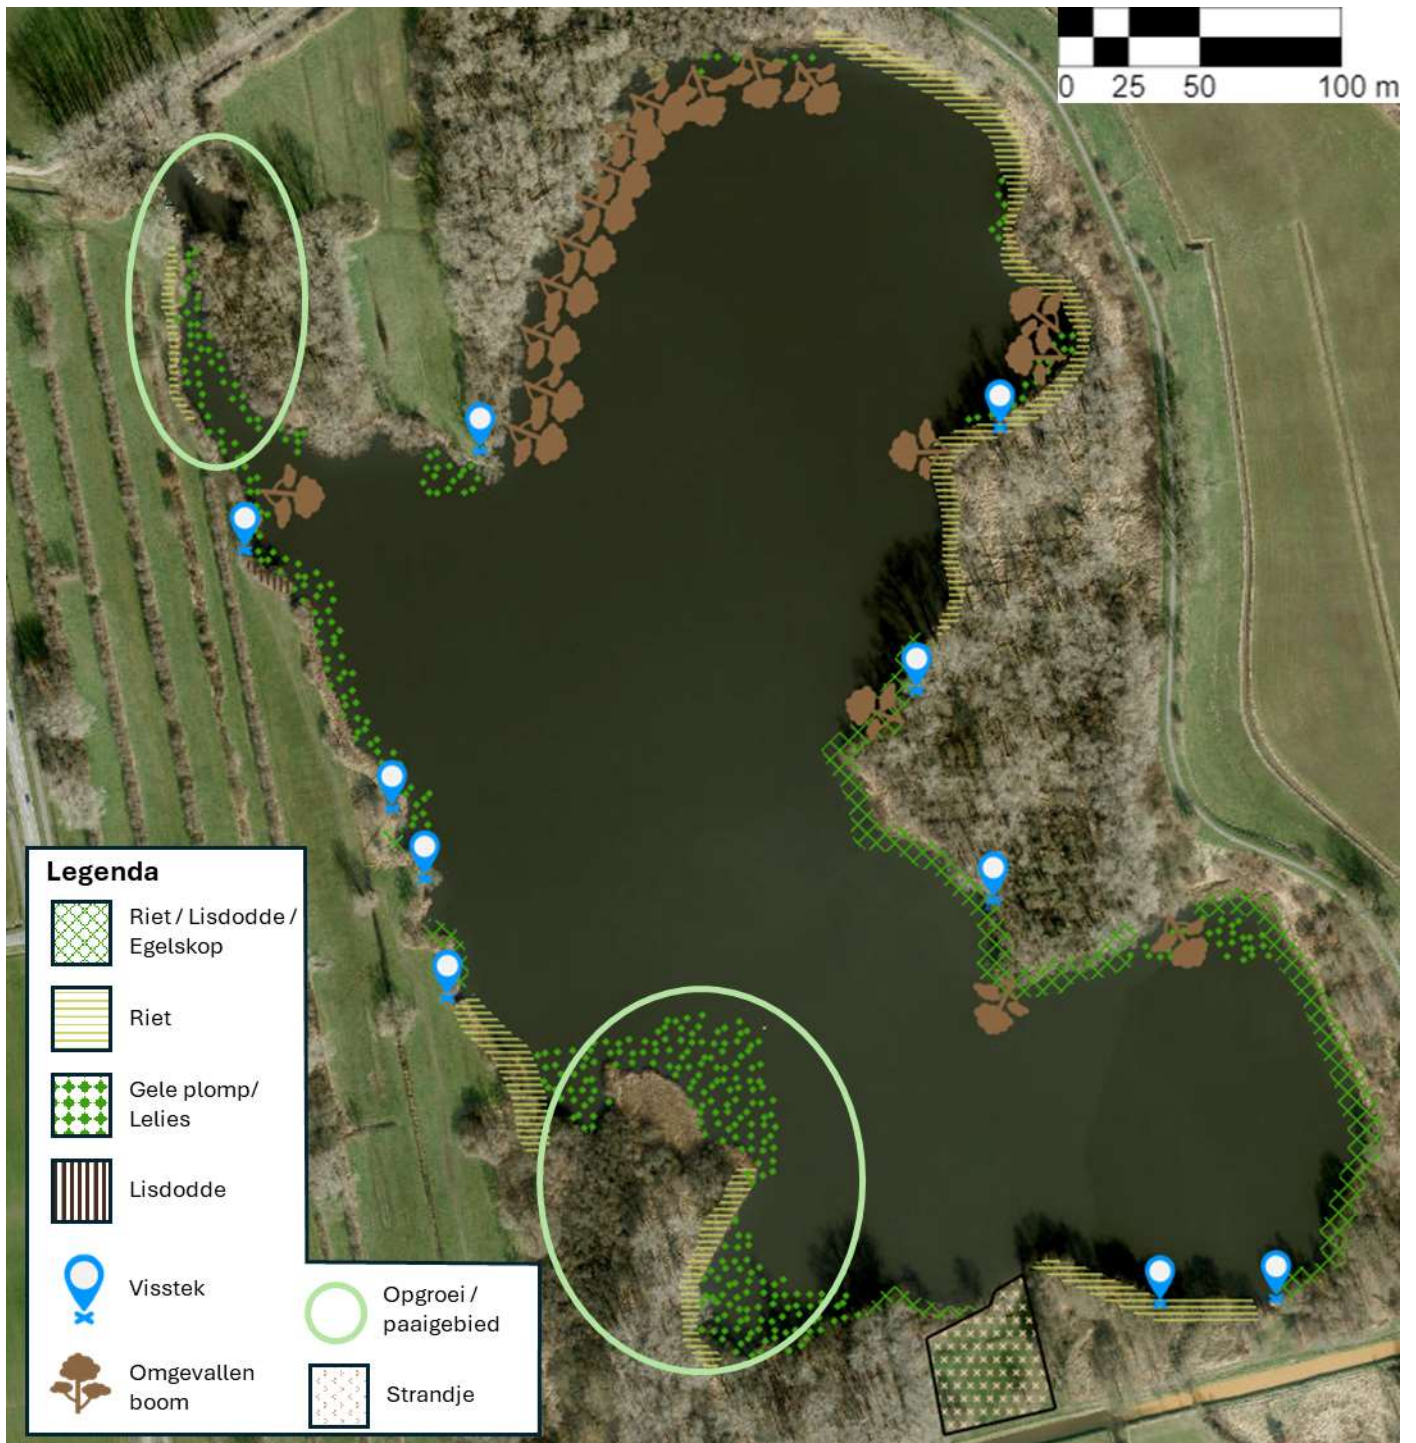 0 25 50 100 m
Legenda
Riet / Lisdodde /
Egelskop
Riet
Gele plomp/
Lelies
Lisdodde
Visstek
Omgevallen
boom
Opgroei /
paaigebied
Strandje